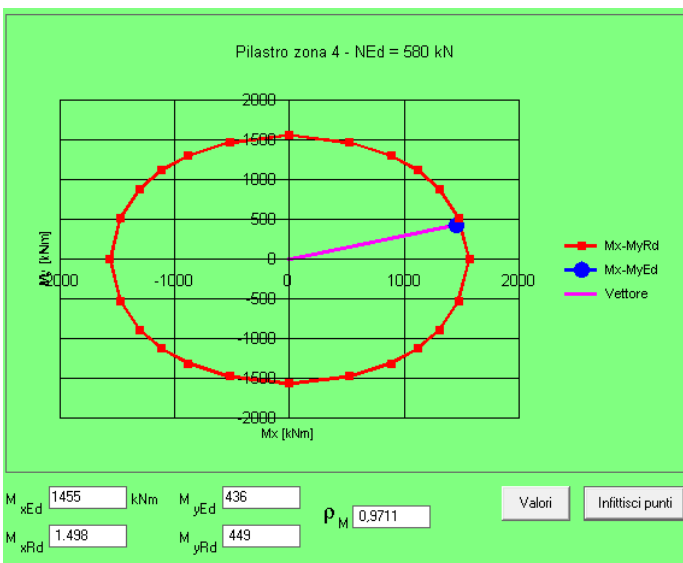 Pilastro zona 4 - NEd = 580 kN
2000
1500
1000
500
0
-2000 -1000 0 1000 2000
-500
-1000
-1500
-2000
My [kNm]
Mx [kNm]
Mx-MyRd
Mx-MyEd
Vettore
M xEd 1455 kNm M yEd 436
ρ M 0,9711
Valori Infittisci punti
M xRd 1.498 M yRd 449